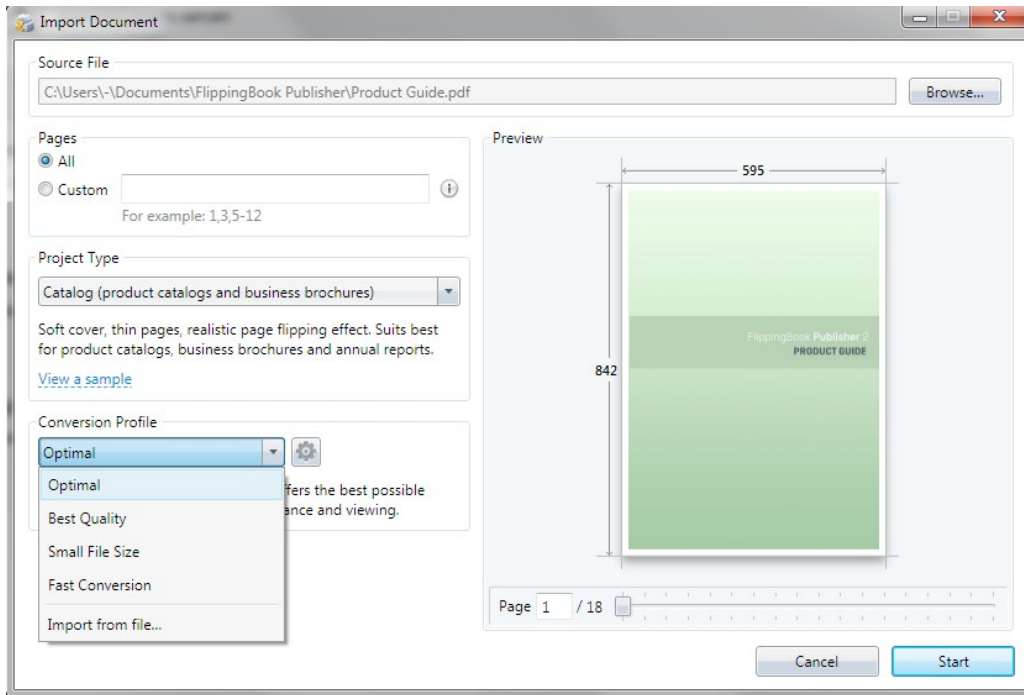 Import Document
Source File
C:\Users\-\Documents\FlippingBook Publisher\Product Guide.pdf
Browse...
Pages
All
Custom
For example: 1,3,5-12
Project Type
Catalog (product catalogs and business brochures)
Soft cover, thin pages, realistic page flipping effect. Suits best
for product catalogs, business brochures and annual reports.
View a sample
Conversion Profile
Optimal
Optimal
Best Quality
Small File Size
Fast Conversion
Import from file...
the best possible
and viewing.
Preview
595
842
FlippingBook Publisher 2
PRODUCT GUIDE
Page 1 / 18
Cancel
Start